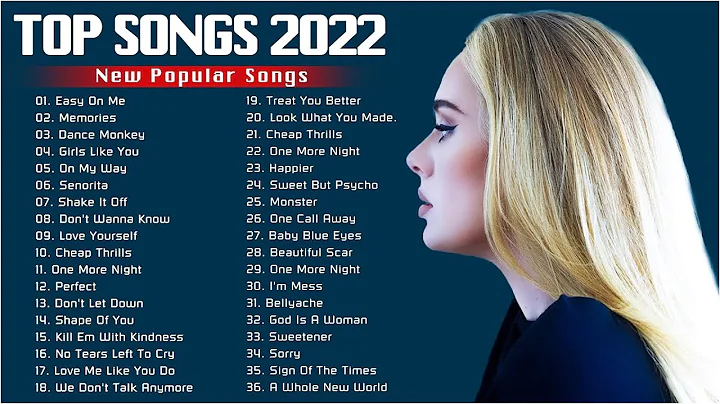 TOP SONGS 2022
New Popular Songs
01. Easy On Me
02. Memories
03. Dance Monkey
04. Girls Like You
05. On My Way
06. Senorita
07. Shake It Off
08. Don't Wanna Know
09. Love Yourself
10. Cheap Thrills
11. One More Night
12. Perfect
13. Don't Let Down
14. Shape Of You
15. Kill Em With Kindness
16. No Tears Left To Cry
17. Love Me Like You Do
18. We Don't Talk Anymore
19. Treat You Better
20. Look What You Made.
21. Cheap Thrills
22. One More Night
23. Happier
24. Sweet But Psycho
25. Monster
26. One Call Away
27. Baby Blue Eyes
28. Beautiful Scar
29. One More Night
30. I'm Mess
31. Bellyache
32. God Is A Woman
33. Sweetener
34. Sorry
35. Sign Of The Times
36. A Whole New World